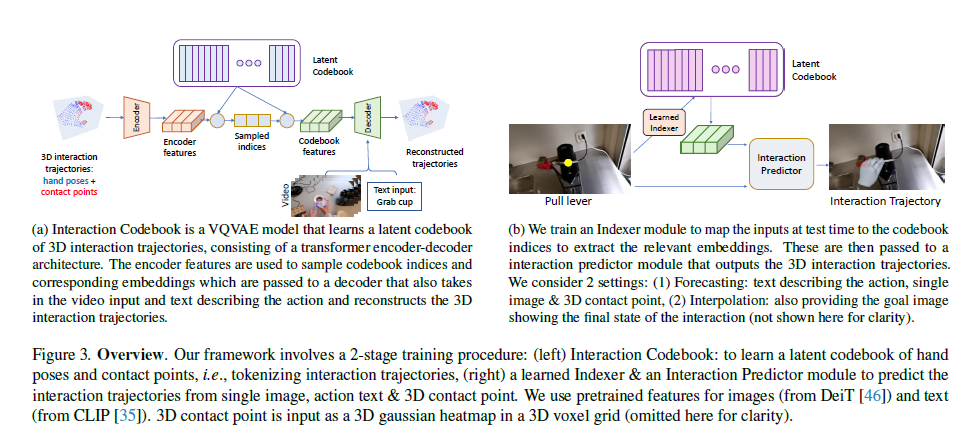 Latent
Codebook
Encoder
Encoder
features
Sampled
indices
Codebook
features
Decoder
Reconstructed
trajectories
3D interaction
trajectories:
hand poses +
contact points
Video
Text input:
Grab cup
(a) Interaction Codebook is a VQVAE model that learns a latent codebook
of 3D interaction trajectories, consisting of a transformer encoder-decoder
architecture. The encoder features are used to sample codebook indices and
corresponding embeddings which are passed to a decoder that also takes
in the video input and text describing the action and reconstructs the 3D
interaction trajectories.
Latent
Codebook
Learned
Indexer
Interaction
Predictor
Pull lever
Interaction Trajectory
(b) We train an Indexer module to map the inputs at test time to the codebook
indices to extract the relevant embeddings. These are then passed to a
interaction predictor module that outputs the 3D interaction trajectories.
We consider 2 settings: (1) Forecasting: text describing the action, single
image & 3D contact point, (2) Interpolation: also providing the goal image
showing the final state of the interaction (not shown here for clarity).
Figure 3. Overview. Our framework involves a 2-stage training procedure: (left) Interaction Codebook: to learn a latent codebook of hand
poses and contact points, i.e., tokenizing interaction trajectories, (right) a learned Indexer & an Interaction Predictor module to predict the
interaction trajectories from single image, action text & 3D contact point. We use pretrained features for images (from DeiT [46]) and text
(from CLIP [35]). 3D contact point is input as a 3D gaussian heatmap in a 3D voxel grid (omitted here for clarity).